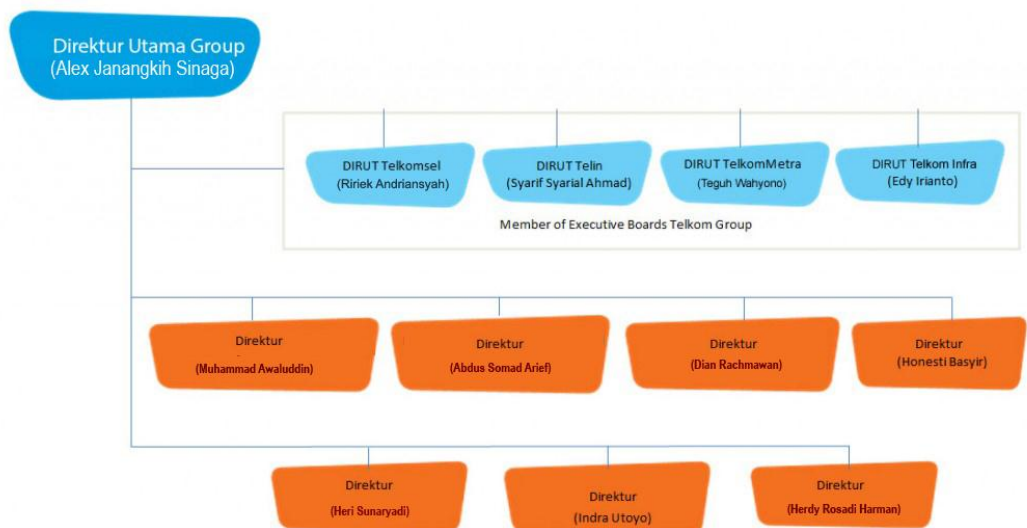 Direktur Utama Group
(Alex Janangkih Sinaga)
DIRUT Telkomsel
(Ririek Andriansyah)
DIRUT Telin
(Syarif Syarial Ahmad)
DIRUT TelkomMetra
(Teguh Wahyono)
DIRUT Telkom Infra
(Edy Irianto)
Member of Executive Boards Telkom Group
Direktur
(Muhammad Awaluddin)
Direktur
(Abdus Somad Arief)
Direktur
(Dian Rachmawan)
Direktur
(Honesti Basyir)
Direktur
(Heri Sunaryadi)
Direktur
(Indra Utoyo)
Direktur
(Herdy Rosadi Harman)